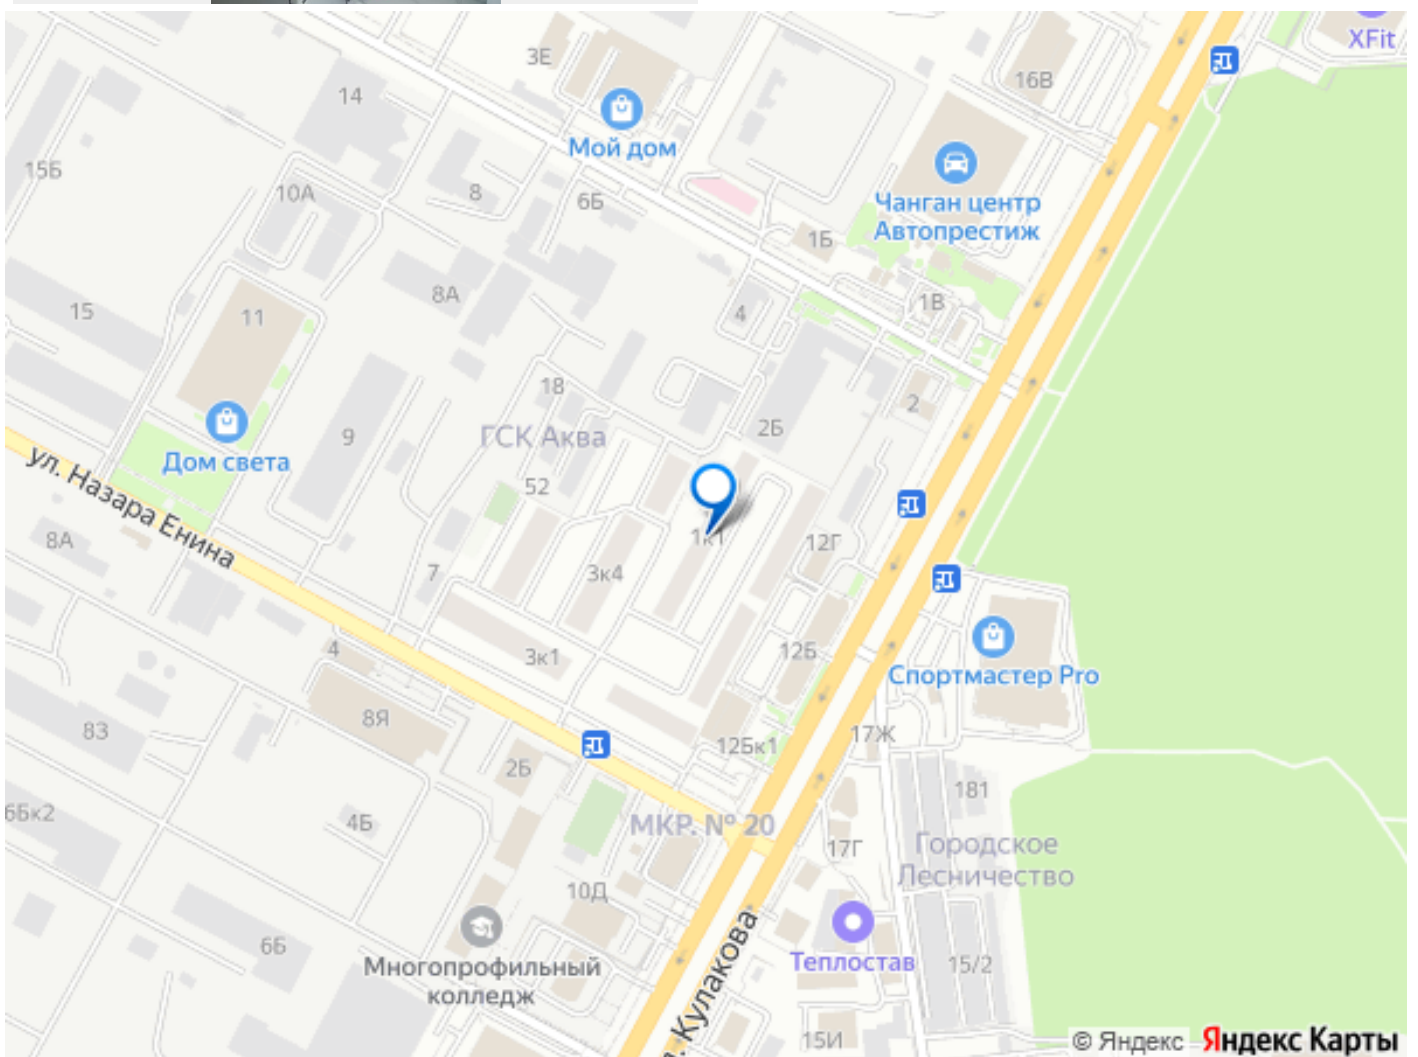 XFit
3Е
16В
14
Мой дом
15Б
10А
8
6Б
Чанган центр
Автопрестиж
1Б
8А
1В
15
11
4
18
2
2Б
9
ГСК Аква
Дом света
52
ул. Назара Енина
8А
1к1
12Г
3к4
7
4
3к1
12Б
Спортмастер Pro
8Я
83
17Ж
12Бк1
2Б
181
6Бк2
4Б
МКР. № 20
17Г
Городское
Лесничество
10Д
6Б
Многопрофильный
колледж
Теплостав
15/2
. Кулакова
15И
© Яндекс
Яндекс Карты